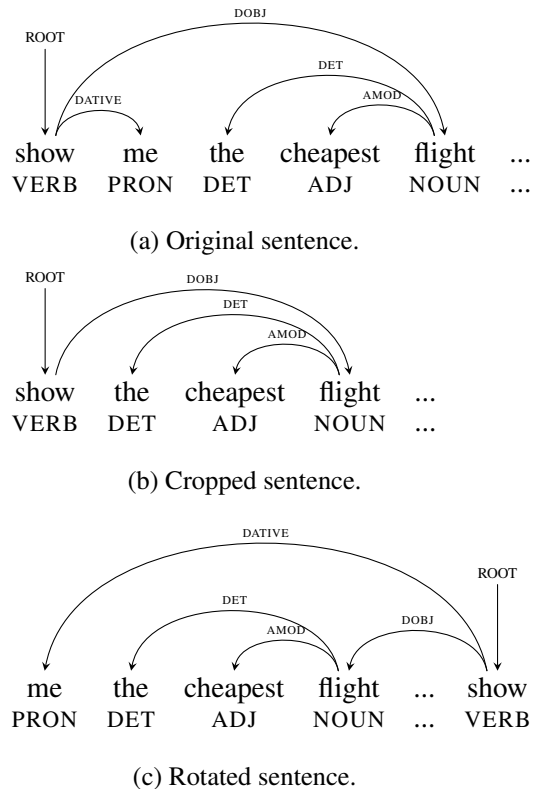 DOBJ
ROOT
DET
AMOD
DATIVE
show me the cheapest flight ...
VERB PRON DET ADJ NOUN ...
(a) Original sentence.
ROOT
DOBJ
DET
AMOD
show the cheapest flight ...
VERB DET ADJ NOUN ...
(b) Cropped sentence.
DATIVE
ROOT
DET
DOBJ
AMOD
me the cheapest flight ... show
PRON DET ADJ NOUN ... VERB
(c) Rotated sentence.